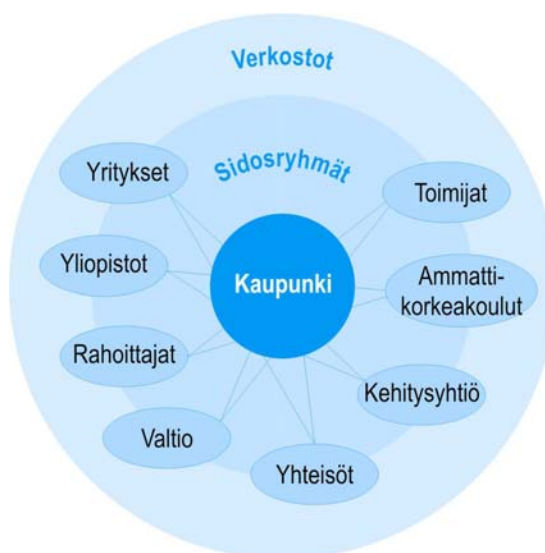 Verkostot
Sidosryhmät
Yritykset
Toimijat
Yliopistot
Kaupunki
Ammatti-
korkeakoulut
Rahoittajat
Kehitysyhtiö
Valtio
Yhteisöt